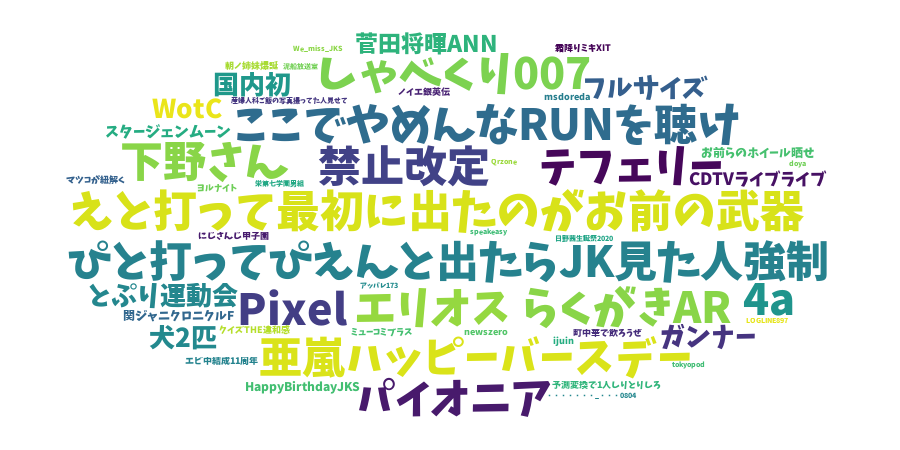 菅田将暉ANN
霜降りミキXIT
We_miss_JKS
しゃべくり007
朝ノ姉妹爆誕
泥船放送室
国内初
フルサイズ
ノイエ銀英伝
msdoreda
産婦人科ご飯の写真撮ってた人見せて
WotC
ここでやめんなRUNを聴け
スタージェンムーン
下野さん
禁止改定
テフェリー
お前らのホイール晒せ
Qrzone
doya
マツコが紐解く
ヨルナイト
栄第七学園男組
CDTVライブライブ
えと打って最初に出たのがお前の武器
speakeasy
にじさんじ甲子園
日野茜生誕祭2020
ぴと打ってぴえんと出たらJK見た人強制
アッパレ173
とぷり運動会
Pixel
エリオスらくがきAR
4a
関ジャニクロニクルF
LOGLINE897
犬2匹
クイズTHE違和感
ミューコミプラス
newszero
町中華で飲ろうぜ
ガンナー
ijuin
亜嵐ハッピーバースデー
エビ中結成11周年
tokyopod
HappyBirthdayJKS
パイオニア
予測変換で1人しりとりしろ
・・・・・・・_・・・0804